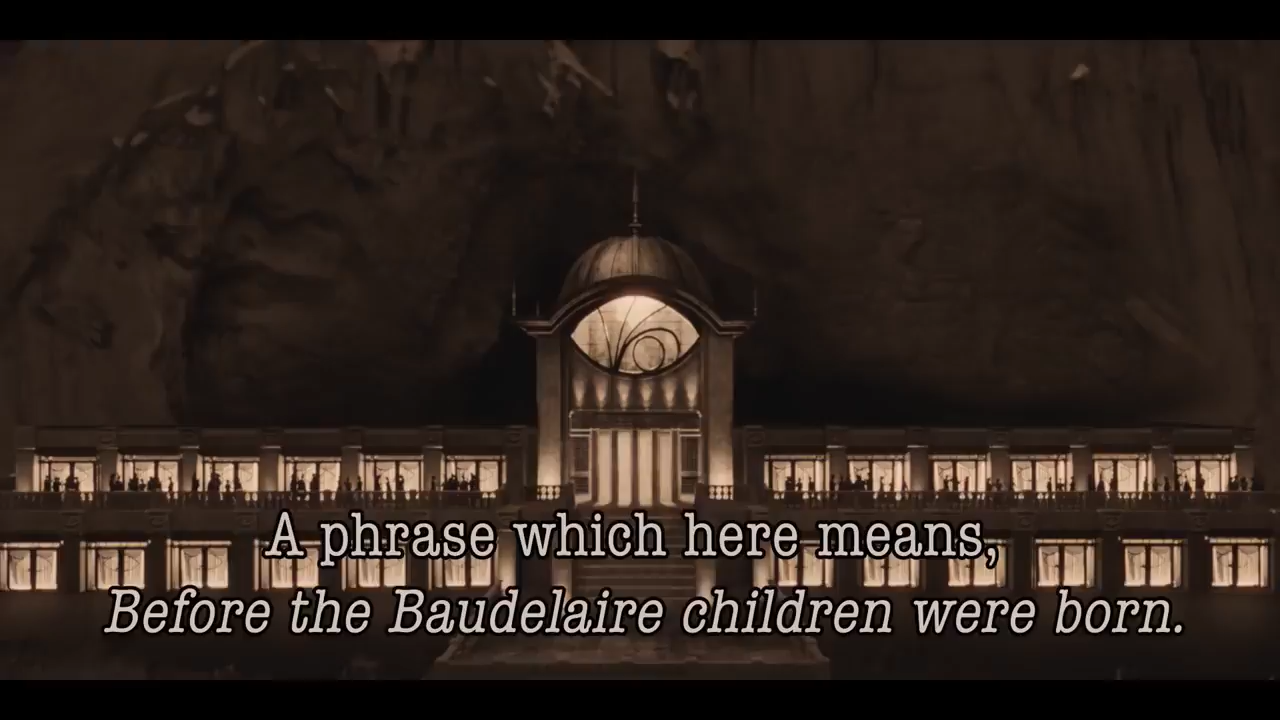 A phrase which here means,
Before the Baudelaire children were born.